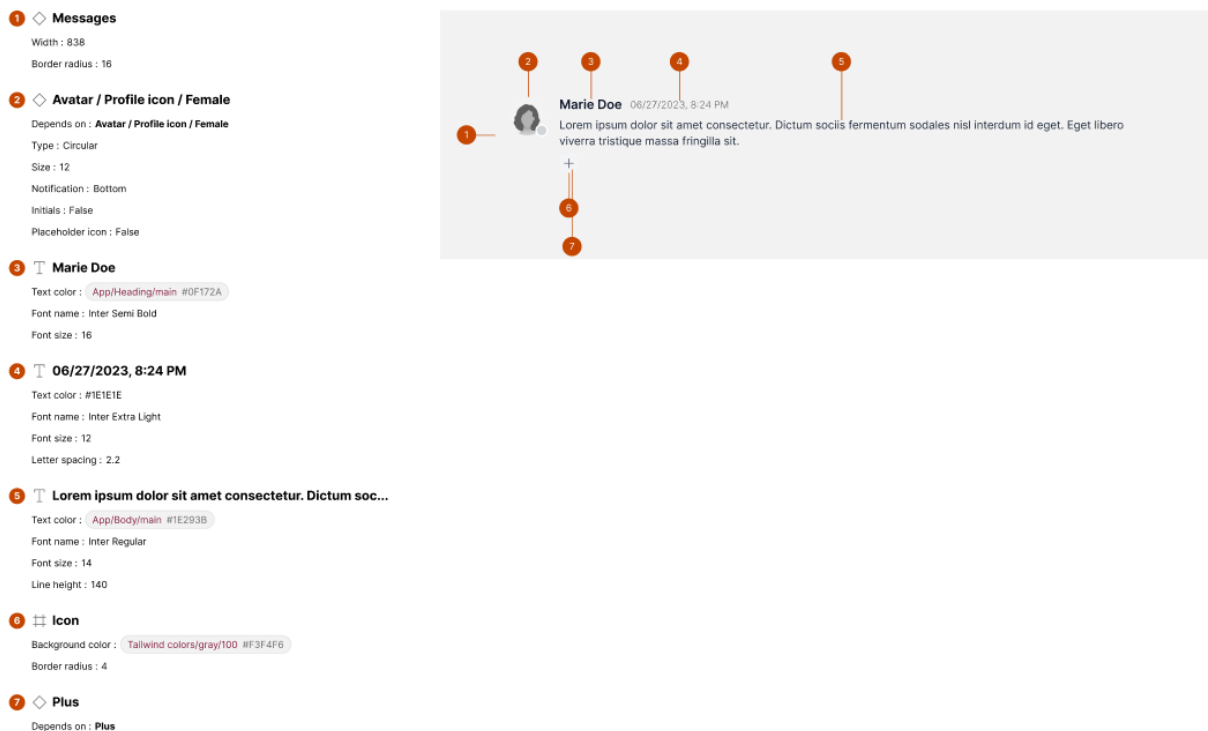 1 Messages
Width : 838
Border radius : 16
2 Avatar / Profile icon / Female
Depends on : Avatar / Profile icon / Female
Type : Circular
Size : 12
Notification : Bottom
Initials : False
Placeholder icon : False
3 T Marie Doe
Text color : App/Heading/main #0F172A
Font name : Inter Semi Bold
Font size : 16
4 T 06/27/2023, 8:24 PM
Text color : #1E1E1E
Font name : Inter Extra Light
Font size : 12
Letter spacing : 2.2
5 T Lorem ipsum dolor sit amet consectetur. Dictum soc...
Text color : App/Body/main #1E293B
Font name : Inter Regular
Font size : 14
Line height : 140
6 Icon
Background color : Tailwind colors/gray/100 #F3F4F6
Border radius : 4
7 Plus
Depends on : Plus
2 3 4 5
Marie Doe 06/27/2023, 8:24 PM
1
Lorem ipsum dolor sit amet consectetur. Dictum sociis fermentum sodales nisl interdum id eget. Eget libero
viverra tristique massa fringilla sit.
6
7